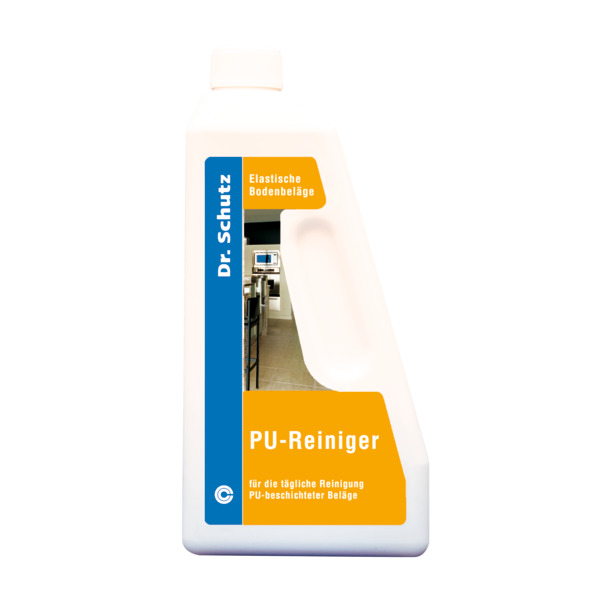 Dr. Schutz
Elastische
Bodenbeläge
PU-Reiniger
für die tägliche Reinigung
PU-beschichteter Beläge